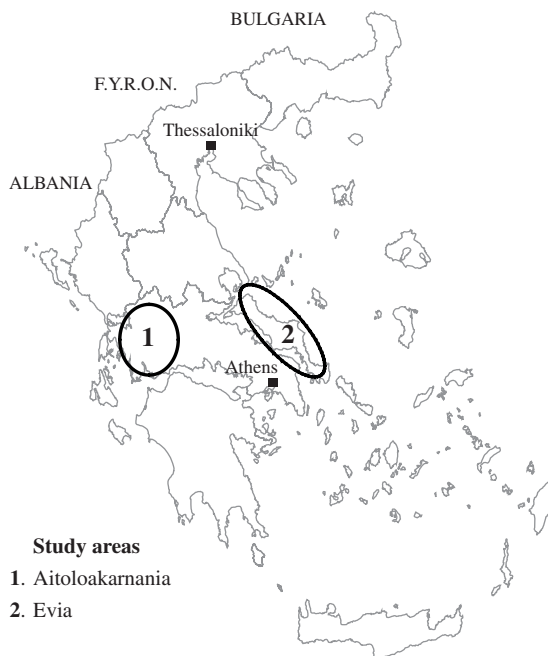 BULGARIA
F.Y.R.O.N.
Thessaloniki
ALBANIA
1
2
Athens
Study areas
1. Aitoloakarnania
2. Evia